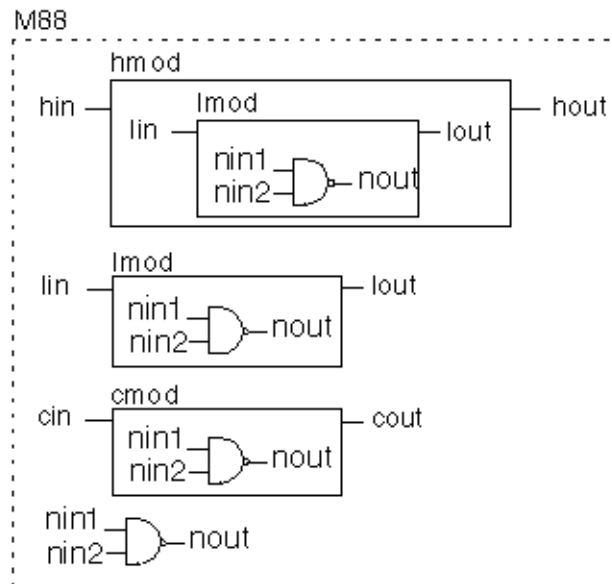 M88
hmod
hin
hout
lmod
lin
lout
nin1
nin2
nout
lmod
lin
lout
nin1
nin2
nout
cmod
cin
cout
nin1
nin2
nout
nin1
nin2
nout